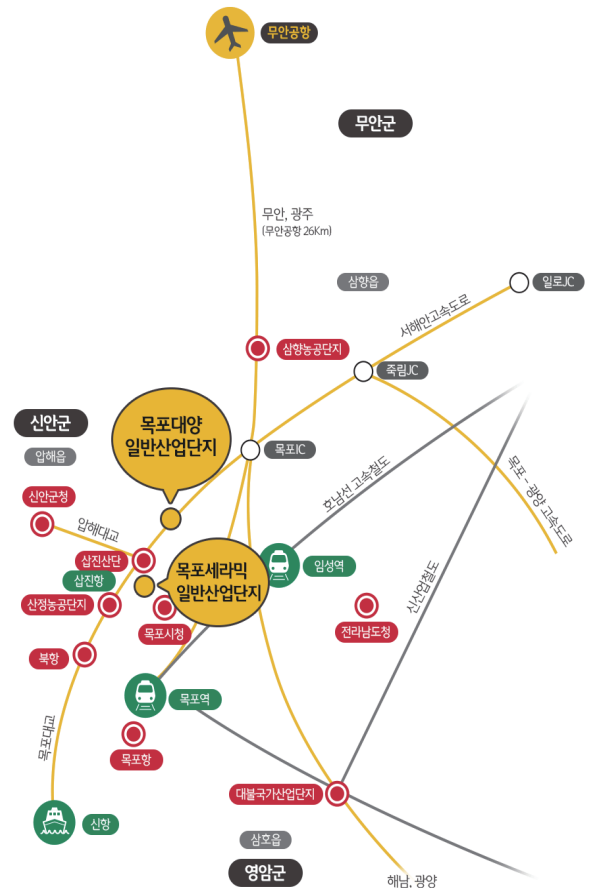 무안공항
무안군
무안, 광주
(무안공항 26Km)
삼향읍
일로JC
서해안고속도로
삼향농공단지
죽림JC
신안군
목포대양
일반산업단지
목포IC
압해읍
호남선 고속철도
목포 - 광양 고속도로
신안군청
압해대교
삽진산단
삽진항
목포세라믹
일반산업단지
임성역
신산업철도
산정농공단지
목포시청
전라남도청
북항
목포역
목포대교
목포항
대불국가산업단지
신항
삼호읍
영암군
해남, 광양